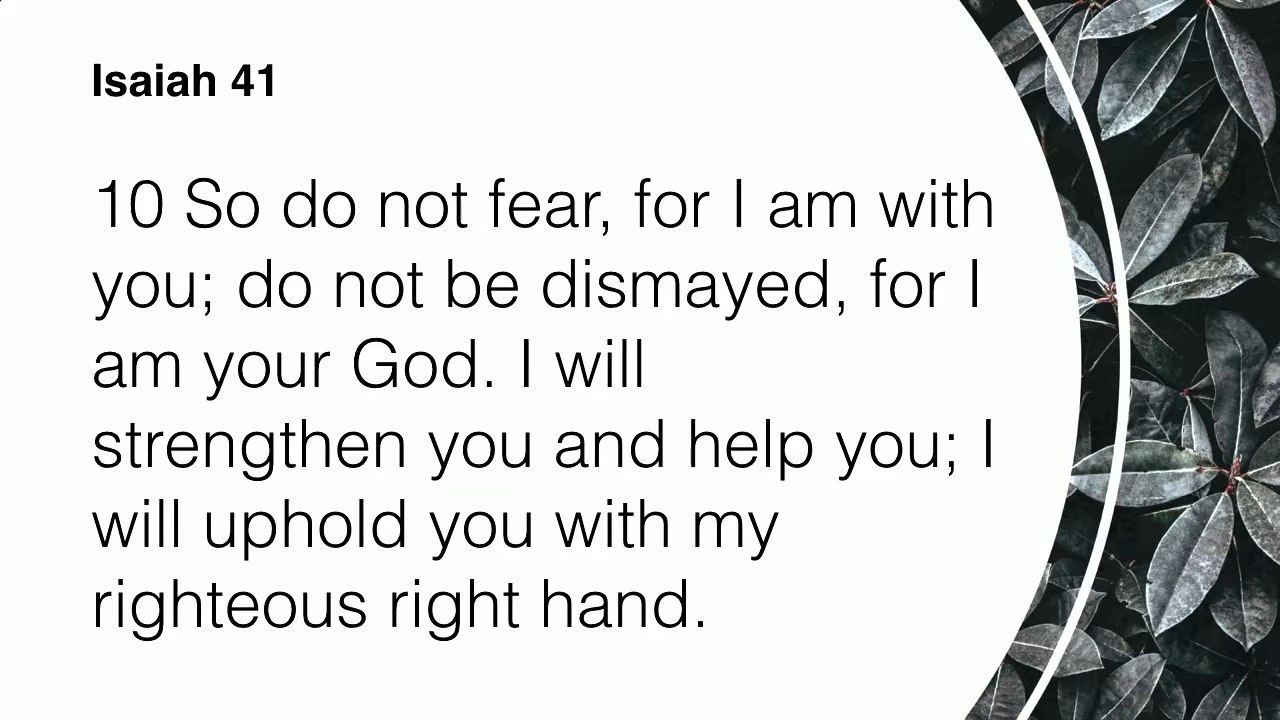 Isaiah 41
10 So do not fear, for I am with
you; do not be dismayed, for I
am your God. I will
strengthen you and help you; I
will uphold you with my
righteous right hand.